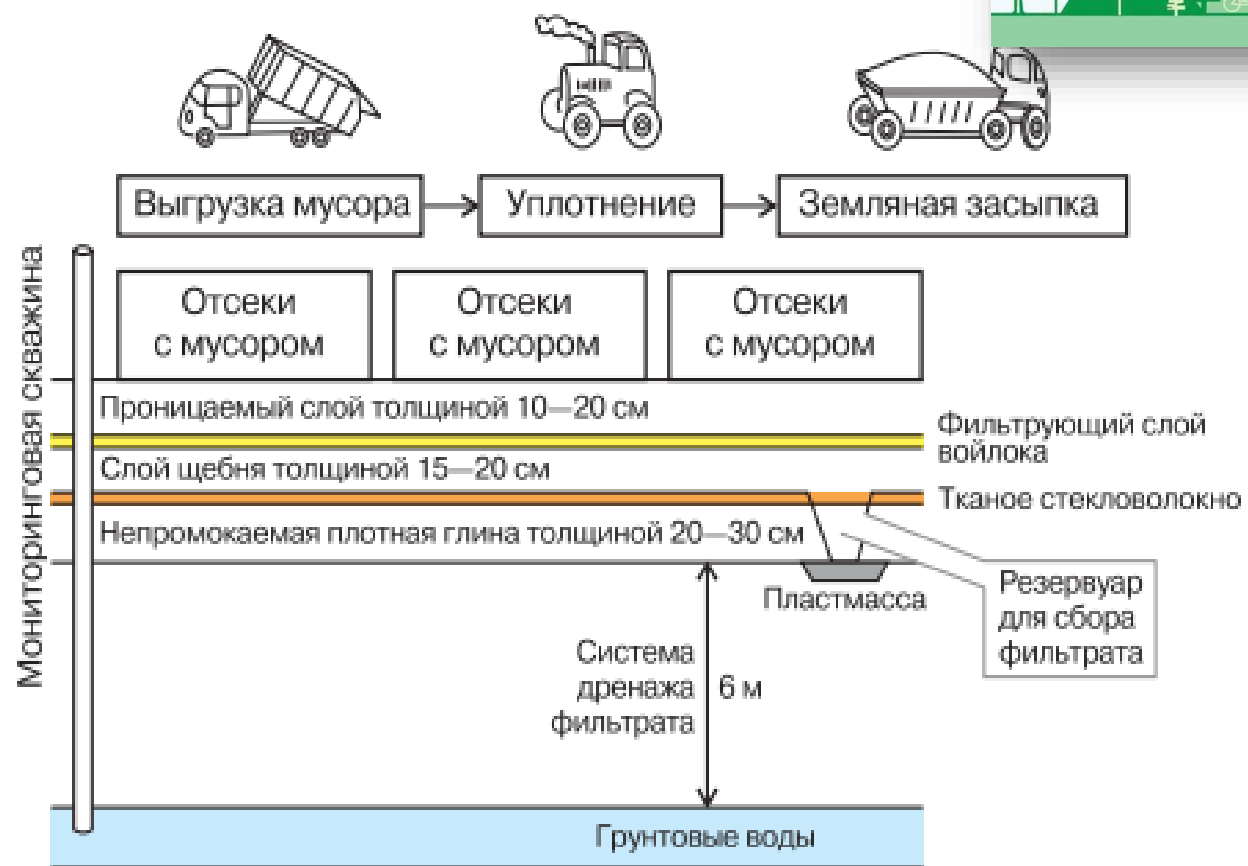 Выгрузка мусора
Уплотнение
Земляная засыпка
Мониторинговая скважина
Отсеки
с мусором
Отсеки
с мусором
Отсеки
с мусором
Проницаемый слой толщиной 10—20 см
Фильтрующий слой
войлока
Слой щебня толщиной 15—20 см
Тканое стекловолокно
Непромокаемая плотная глина толщиной 20—30 см
Пластмасса
Резервуар
для сбора
фильтрата
Система
дренажа
фильтрата
6 м
Грунтовые воды